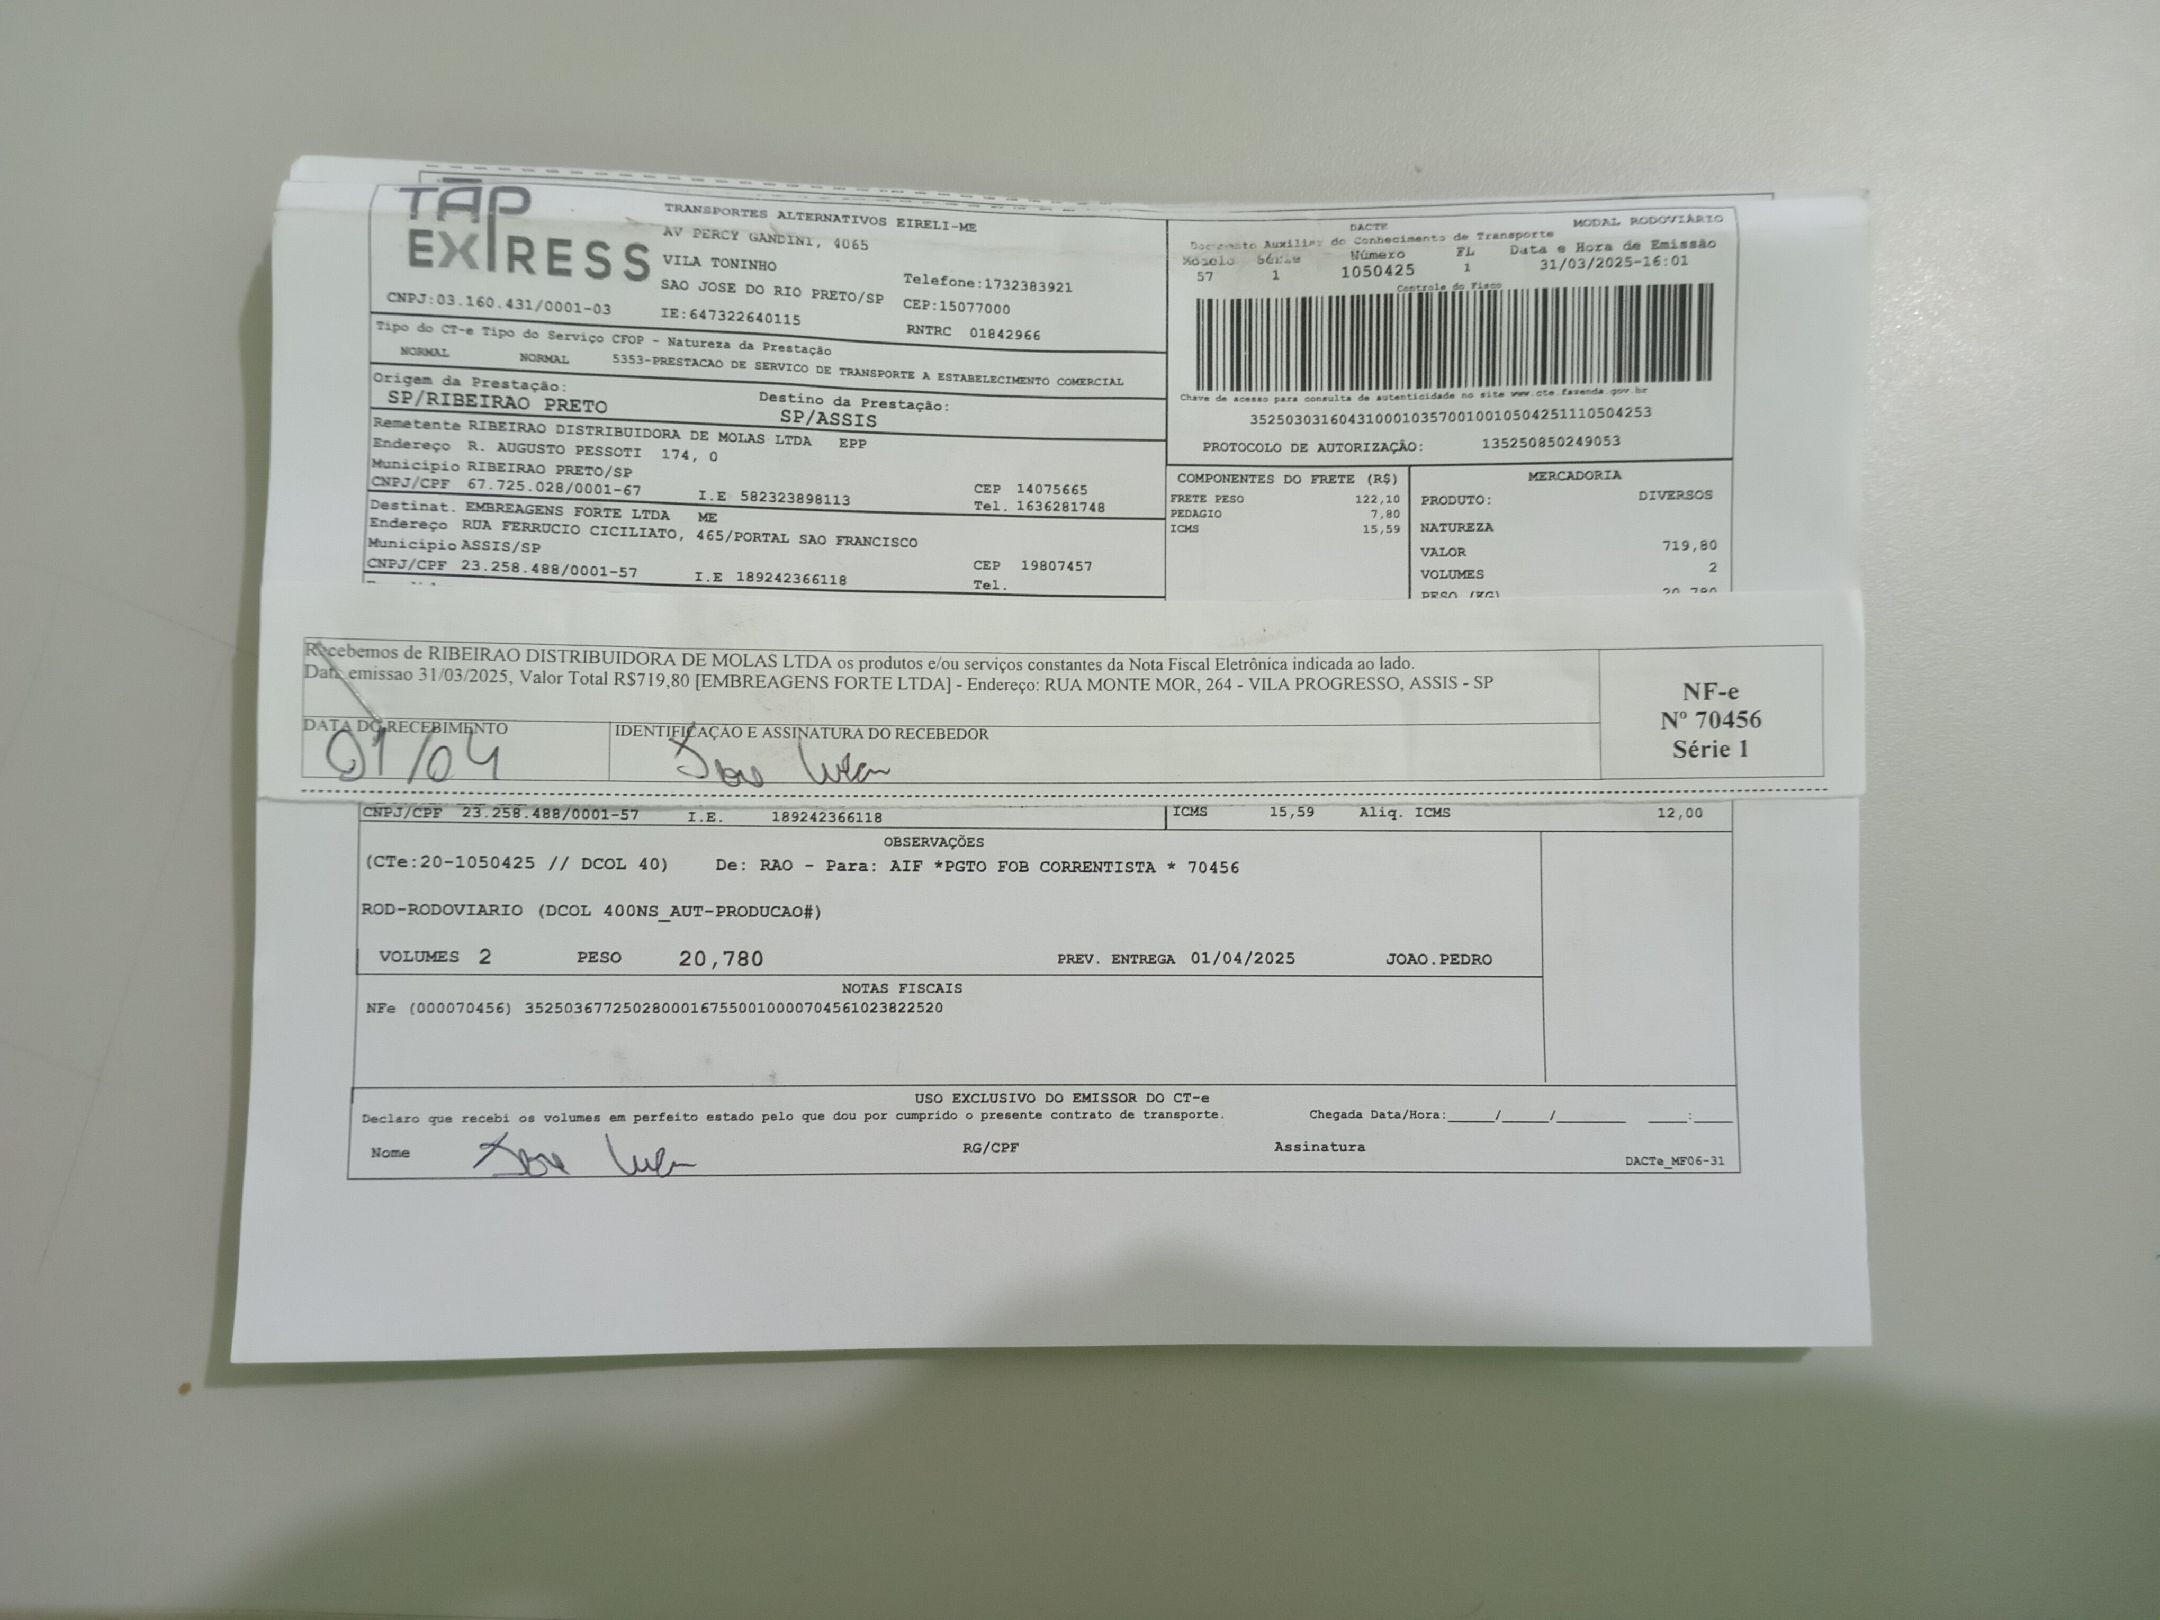 TAP
EXPRESS
TRANSPORTES ALTERNATIVOS EIRELI-ME
AV PERCY GANDINI, 4065
VILA TONINHO
SAO JOSE DO RIO PRETO/SP
Telefone:1732383921
CEP:15077000
CNPJ:03.160.431/0001-03
IE:647322640115
RNTRC 01842966
DACTE
MODAL RODOVIÁRIO
Documento Auxiliar do Conhecimento de Transporte
Modelo Série Número FL Data e Hora de Emissão
57 1 1050425 1 31/03/2025-16:01
Controle do Fisco
Chave de acesso para consulta de autenticidade no site www.cte.fazenda.gov.br
35250303160431000103570010010504251110504253
PROTOCOLO DE AUTORIZAÇÃO: 135250850249053
Tipo do CT-e Tipo do Serviço CFOP - Natureza da Prestação
NORMAL NORMAL 5353-PRESTACAO DE SERVICO DE TRANSPORTE A ESTABELECIMENTO COMERCIAL
Origem da Prestação:
SP/RIBEIRAO PRETO
Destino da Prestação:
SP/ASSIS
Remetente RIBEIRAO DISTRIBUIDORA DE MOLAS LTDA EPP
Endereço R. AUGUSTO PESSOTI 174, 0
Município RIBEIRAO PRETO/SP
CNPJ/CPF 67.725.028/0001-67 I.E 582323898113
CEP 14075665
Tel. 1636281748
Destinat. EMBREAGENS FORTE LTDA ME
Endereço RUA FERRUCIO CICILIATO, 465/PORTAL SAO FRANCISCO
Município ASSIS/SP
CNPJ/CPF 23.258.488/0001-57 I.E 189242366118
CEP 19807457
Tel.
COMPONENTES DO FRETE (R$)
FRETE PESO 122,10
PEDAGIO 7,80
ICMS 15,59
MERCADORIA
PRODUTO: DIVERSOS
NATUREZA
VALOR 719,80
VOLUMES 2
PESO (KG) 20,780
Recebemos de RIBEIRAO DISTRIBUIDORA DE MOLAS LTDA os produtos e/ou serviços constantes da Nota Fiscal Eletrônica indicada ao lado.
Data emissao 31/03/2025, Valor Total R$719,80 [EMBREAGENS FORTE LTDA] - Endereço: RUA MONTE MOR, 264 - VILA PROGRESSO, ASSIS - SP
DATA DO RECEBIMENTO
01/04
IDENTIFICAÇÃO E ASSINATURA DO RECEBEDOR
NF-e
Nº 70456
Série 1
CNPJ/CPF 23.258.488/0001-57 I.E. 189242366118
ICMS 15,59 Aliq. ICMS 12,00
OBSERVAÇÕES
(CTe:20-1050425 // DCOL 40) De: RAO - Para: AIF *PGTO FOB CORRENTISTA * 70456
ROD-RODOVIARIO (DCOL 400NS_AUT-PRODUCAO#)
VOLUMES 2 PESO 20,780 PREV. ENTREGA 01/04/2025 JOAO.PEDRO
NOTAS FISCAIS
NFe (000070456) 35250367725028000167550010000704561023822520
USO EXCLUSIVO DO EMISSOR DO CT-e
Declaro que recebi os volumes em perfeito estado pelo que dou por cumprido o presente contrato de transporte. Chegada Data/Hora:____/____/______ ____:____
Nome RG/CPF Assinatura
DACTe_MF06-31